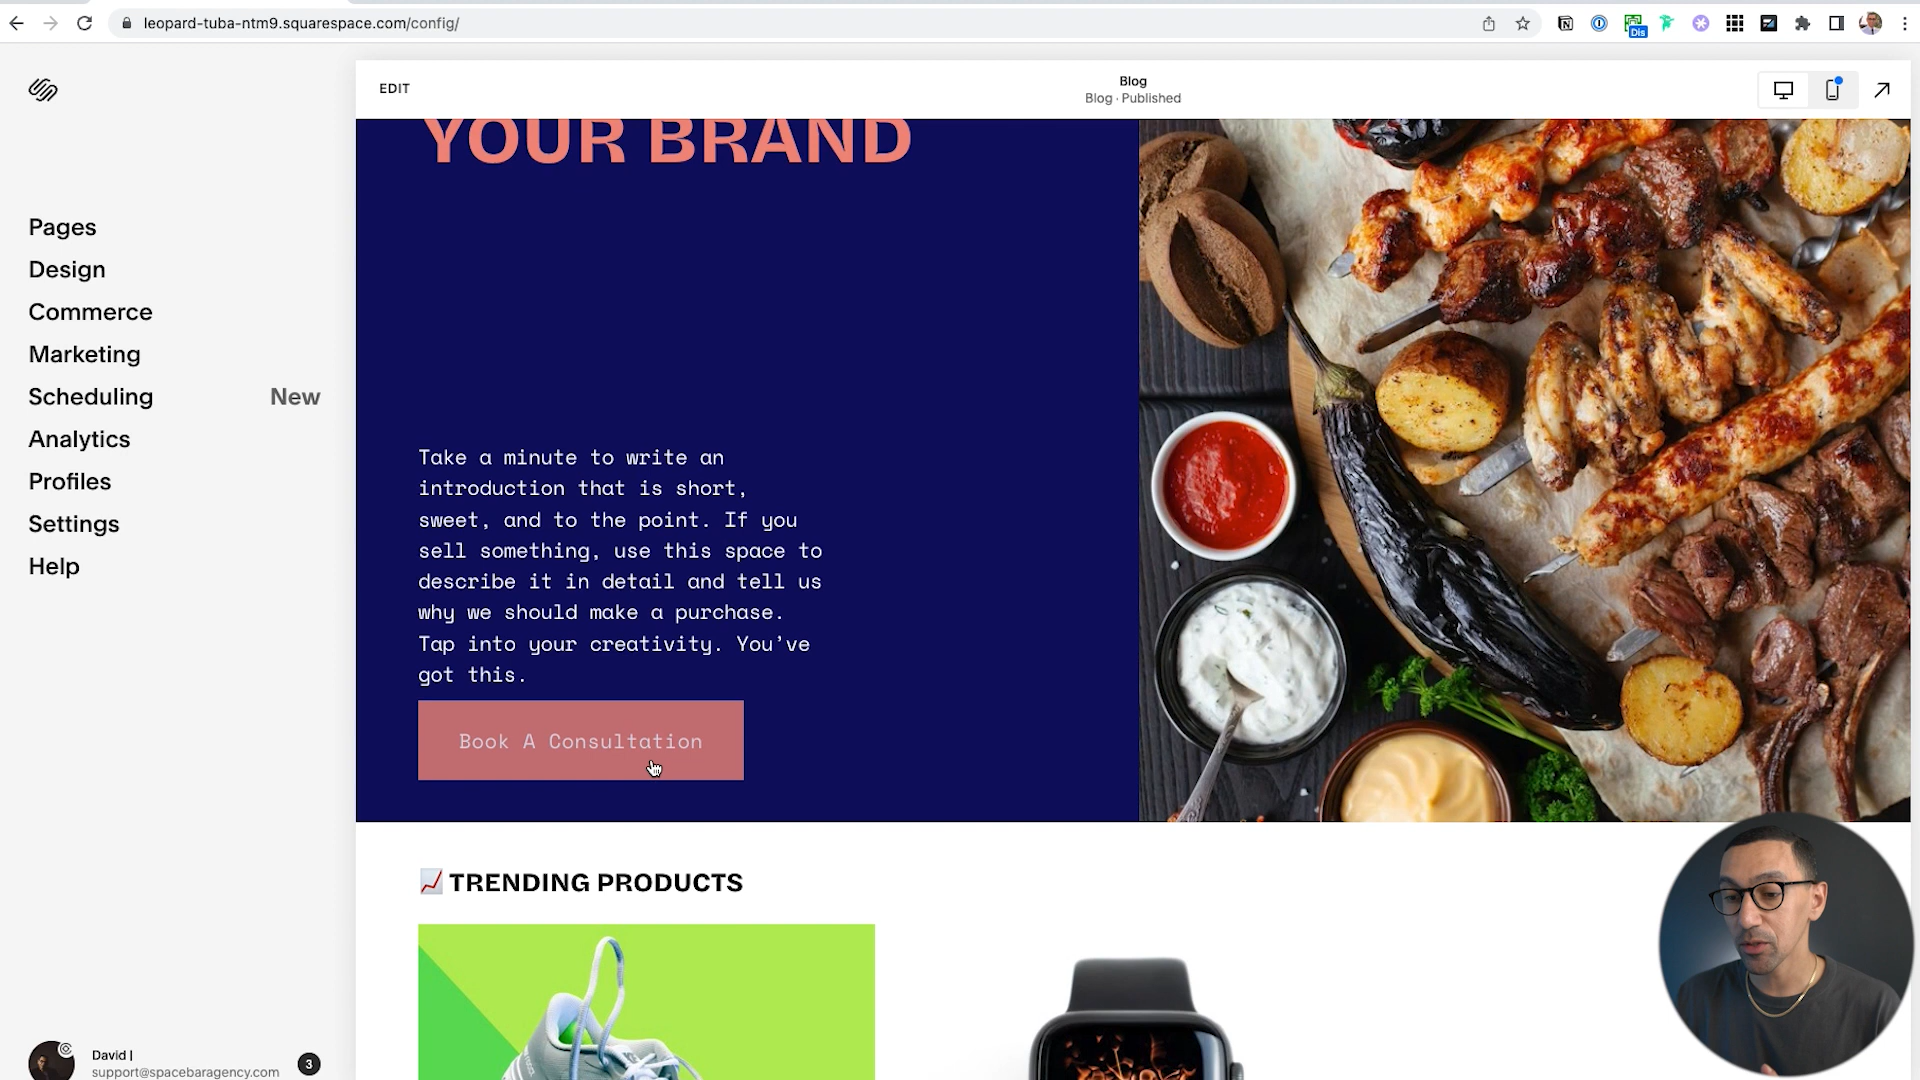 leopard-tuba-ntm9.squarespace.com/config/
Dis
EDIT
Blog
Blog · Published
Pages
Design
Commerce
Marketing
Scheduling New
Analytics
Profiles
Settings
Help
YOUR BRAND
Take a minute to write an
introduction that is short,
sweet, and to the point. If you
sell something, use this space to
describe it in detail and tell us
why we should make a purchase.
Tap into your creativity. You've
got this.
Book A Consultation
📈 TRENDING PRODUCTS
David |
support@spacebaragency.com
3